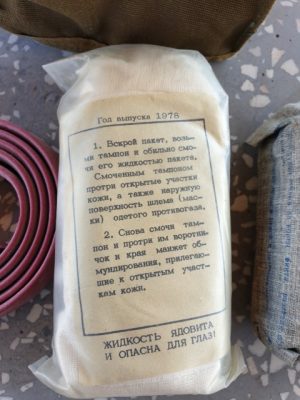 Год выпуска 1978
1. Вскрой пакет, возь-
ми тампон и обильно смо-
чи его жидкостью пакета.
Смоченным тампоном
протри открытые участки
кожи, а также наружную
поверхность шлема (мас-
ки) одетого противогаза.
2. Снова смочи там-
пон и протри им воротни-
чок и края манжет об-
мундирования, прилегаю-
щие к открытым участ-
кам кожи.
ЖИДКОСТЬ ЯДОВИТА
И ОПАСНА ДЛЯ ГЛАЗ!